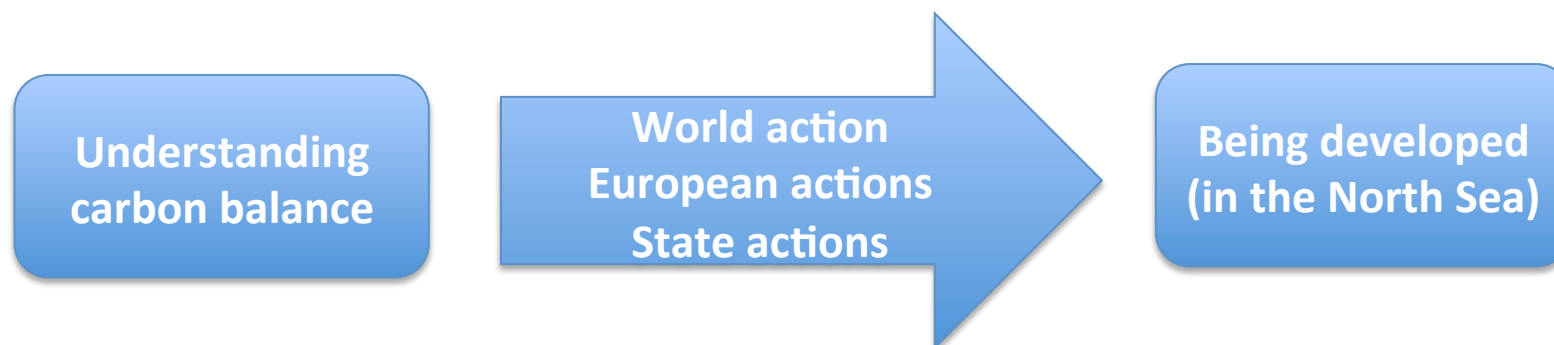 Understanding
carbon balance
World action
European actions
State actions
Being developed
(in the North Sea)